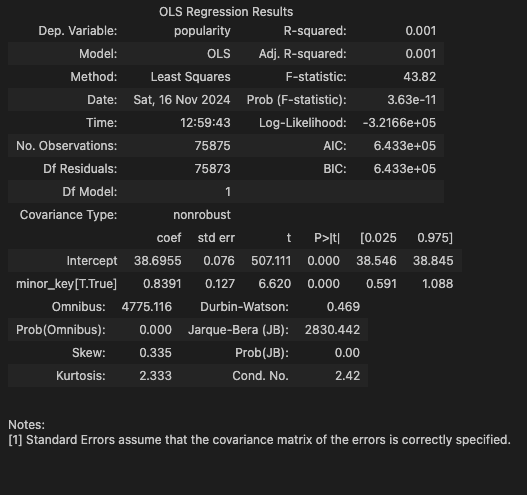 OLS Regression Results
Dep. Variable: popularity R-squared: 0.001
Model: OLS Adj. R-squared: 0.001
Method: Least Squares F-statistic: 43.82
Date: Sat, 16 Nov 2024 Prob (F-statistic): 3.63e-11
Time: 12:59:43 Log-Likelihood: -3.2166e+05
No. Observations: 75875 AIC: 6.433e+05
Df Residuals: 75873 BIC: 6.433e+05
Df Model: 1
Covariance Type: nonrobust
coef std err t P>|t| [0.025 0.975]
Intercept 38.6955 0.076 507.111 0.000 38.546 38.845
minor_key[T.True] 0.8391 0.127 6.620 0.000 0.591 1.088
Omnibus: 4775.116 Durbin-Watson: 0.469
Prob(Omnibus): 0.000 Jarque-Bera (JB): 2830.442
Skew: 0.335 Prob(JB): 0.00
Kurtosis: 2.333 Cond. No. 2.42
Notes:
[1] Standard Errors assume that the covariance matrix of the errors is correctly specified.